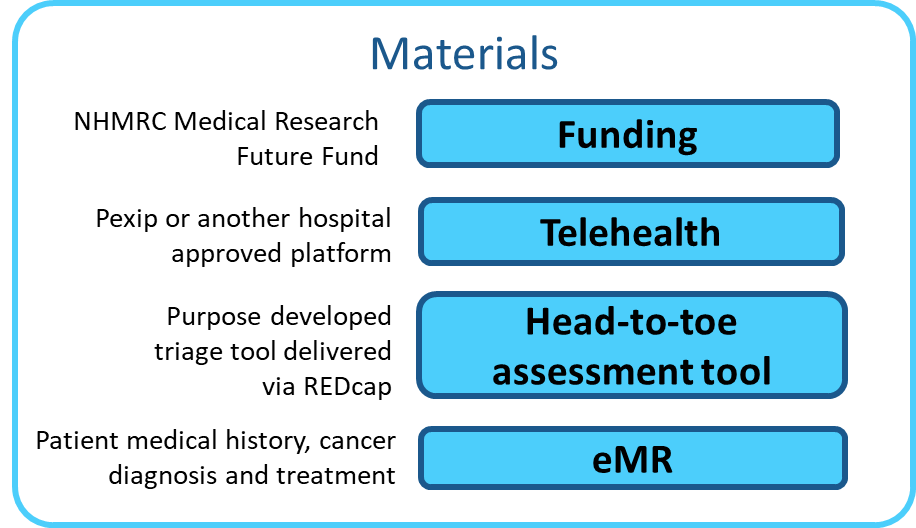 Materials
NHMRC Medical Research
Future Fund
Funding
Pexip or another hospital
approved platform
Telehealth
Purpose developed
triage tool delivered
via REDcap
Head-to-toe
assessment tool
Patient medical history, cancer
diagnosis and treatment
eMR